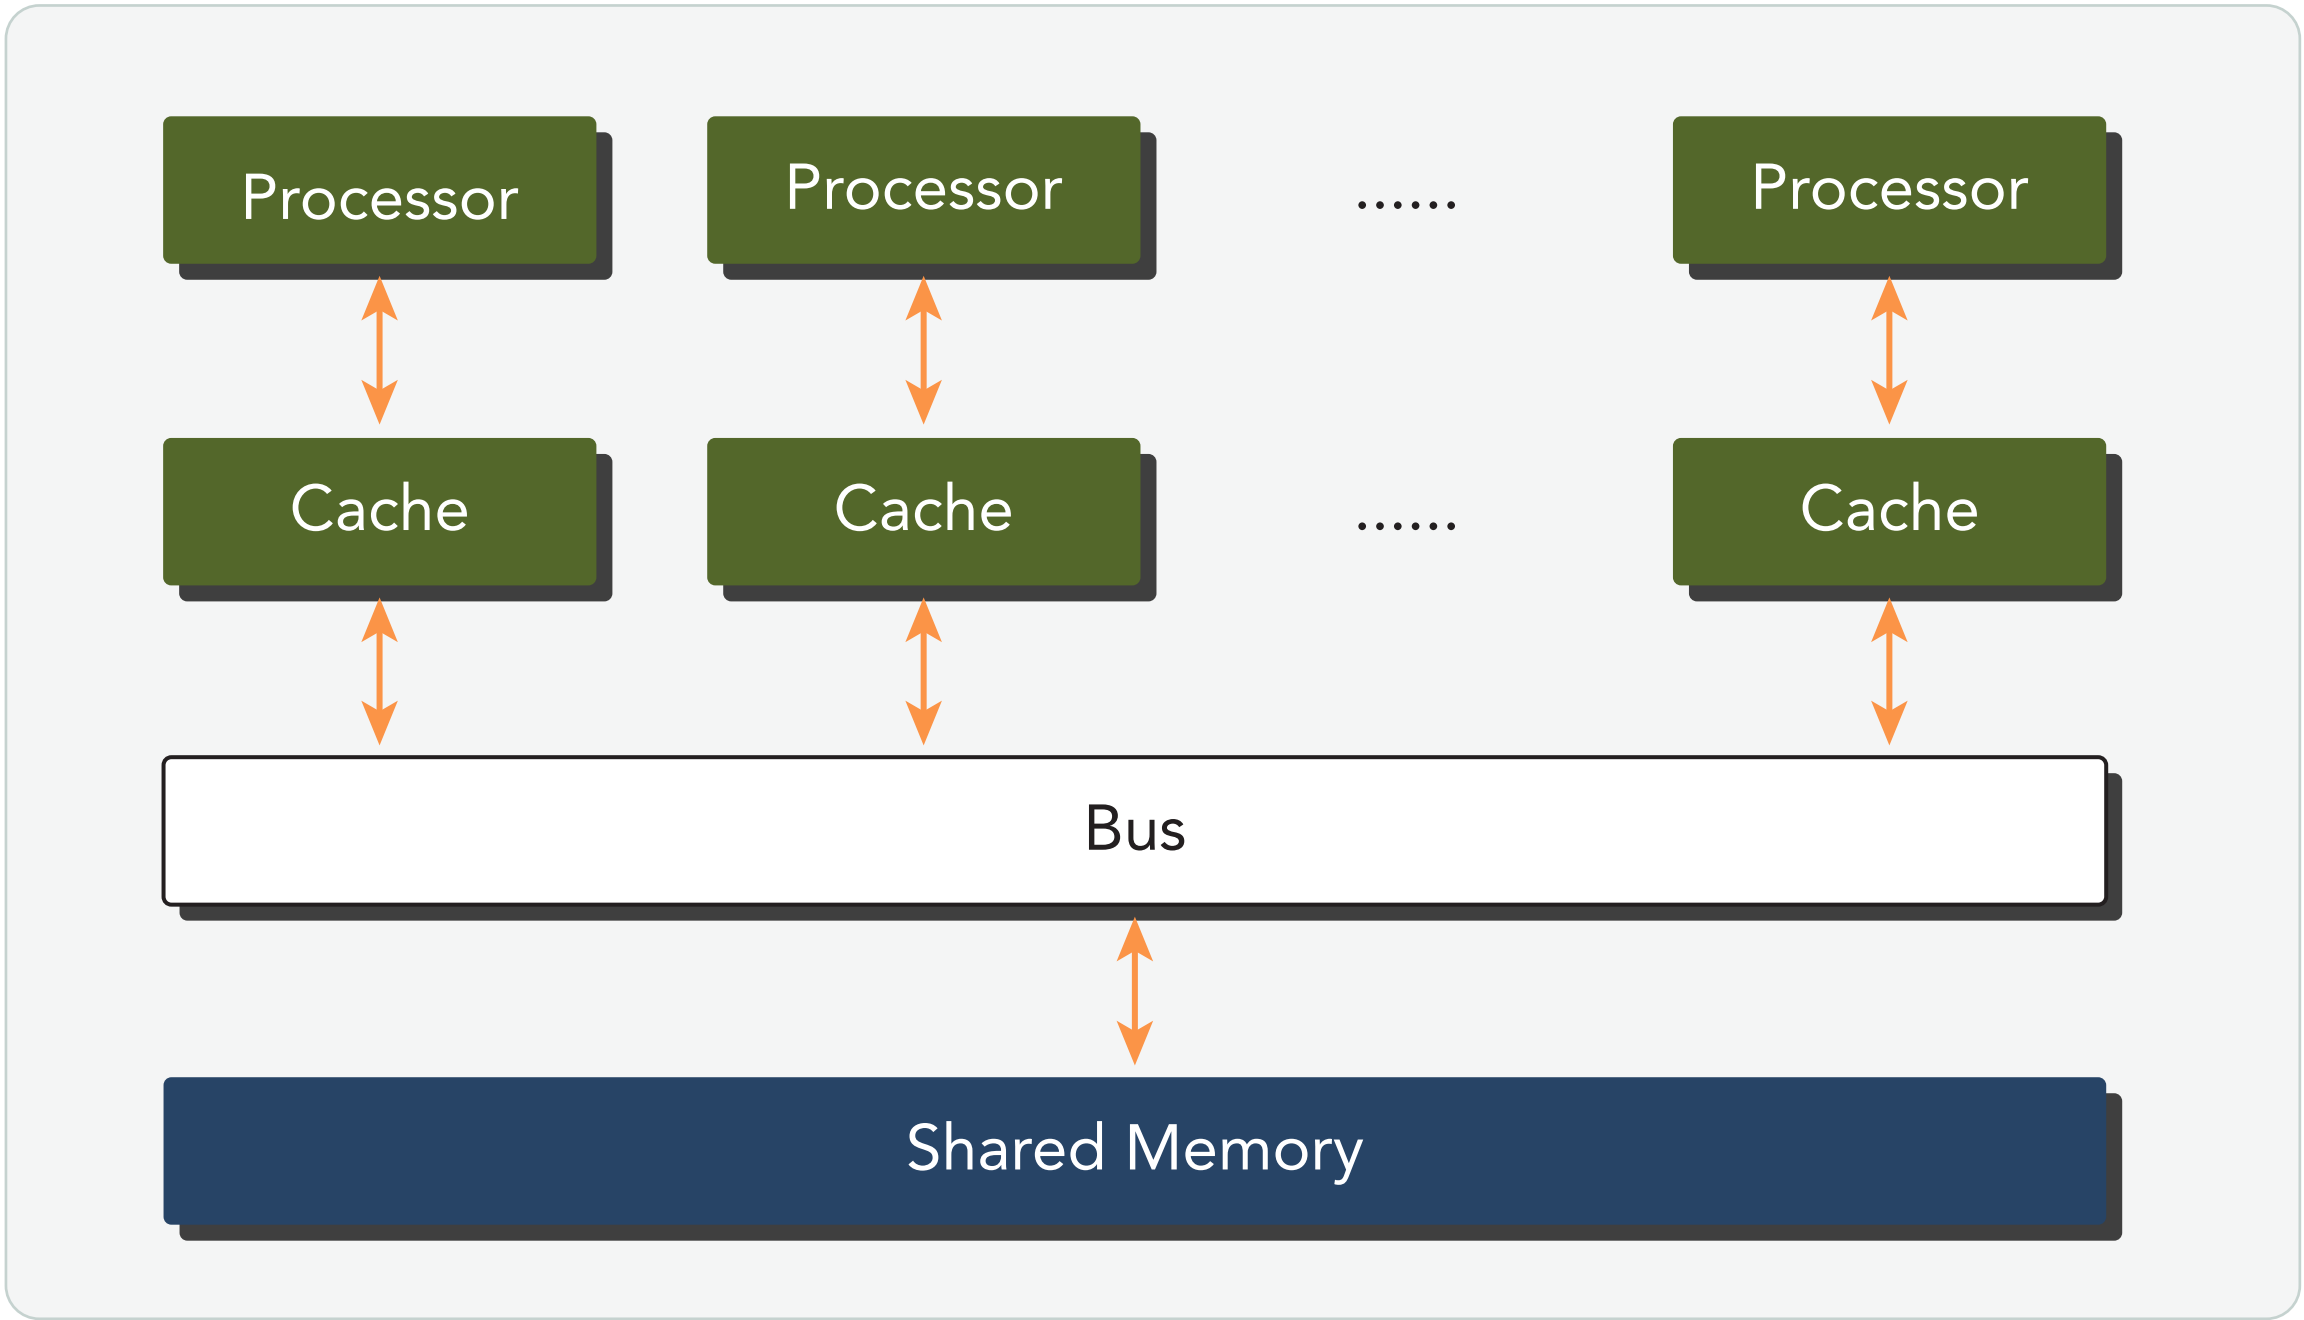 Processor Processor ...... Processor
Cache Cache ...... Cache
Bus
Shared Memory